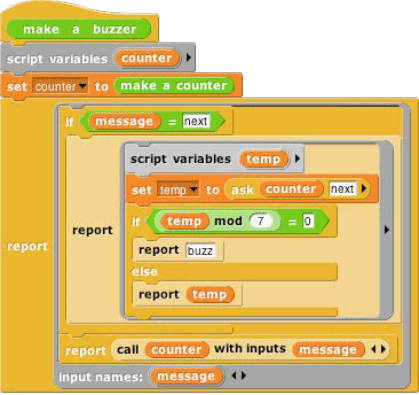 make a buzzer
script variables counter
set counter to make a counter
if message = next
script variables temp
set temp to ask counter next
if temp mod 7 = 0
report report report buzz
else
report temp
report call counter with inputs message
input names: message